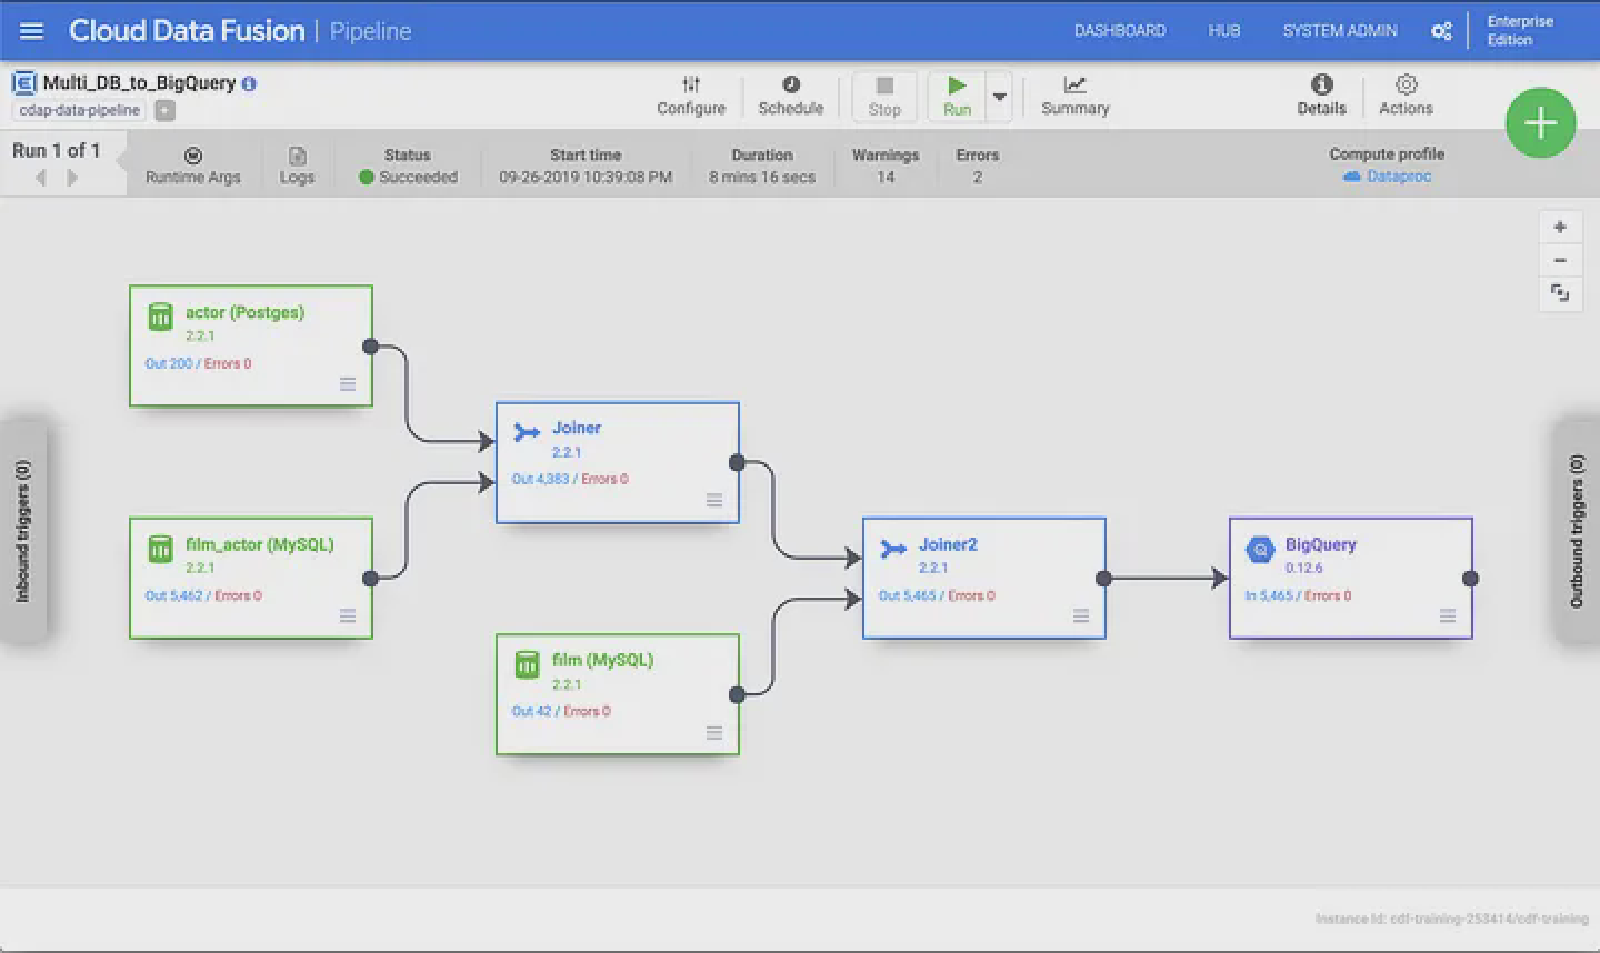 Cloud Data Fusion | Pipeline
DASHBOARD
HUB
SYSTEM ADMIN
Enterprise
Edition
Multi_DB_to_BigQuery
cdap-data-pipeline
Configure
Schedule
Stop
Run
Summary
Details
Actions
Run 1 of 1
Runtime Args
Logs
Status
Succeeded
Start time
09-26-2019 10:39:08 PM
Duration
8 mins 16 secs
Warnings
14
Errors
2
Compute profile
Dataproc
actor (Postges)
2.2.1
Out 200 / Errors 0
Joiner
2.2.1
Out 4,383 / Errors 0
film_actor (MySQL)
2.2.1
Out 5,462 / Errors 0
Joiner2
2.2.1
Out 5,465 / Errors 0
BigQuery
0.12.6
In 5,465 / Errors 0
film (MySQL)
2.2.1
Out 42 / Errors 0
Inbound triggers (0)
Outbound triggers (0)
Instance Id: cdf-training-253414/cdf-training